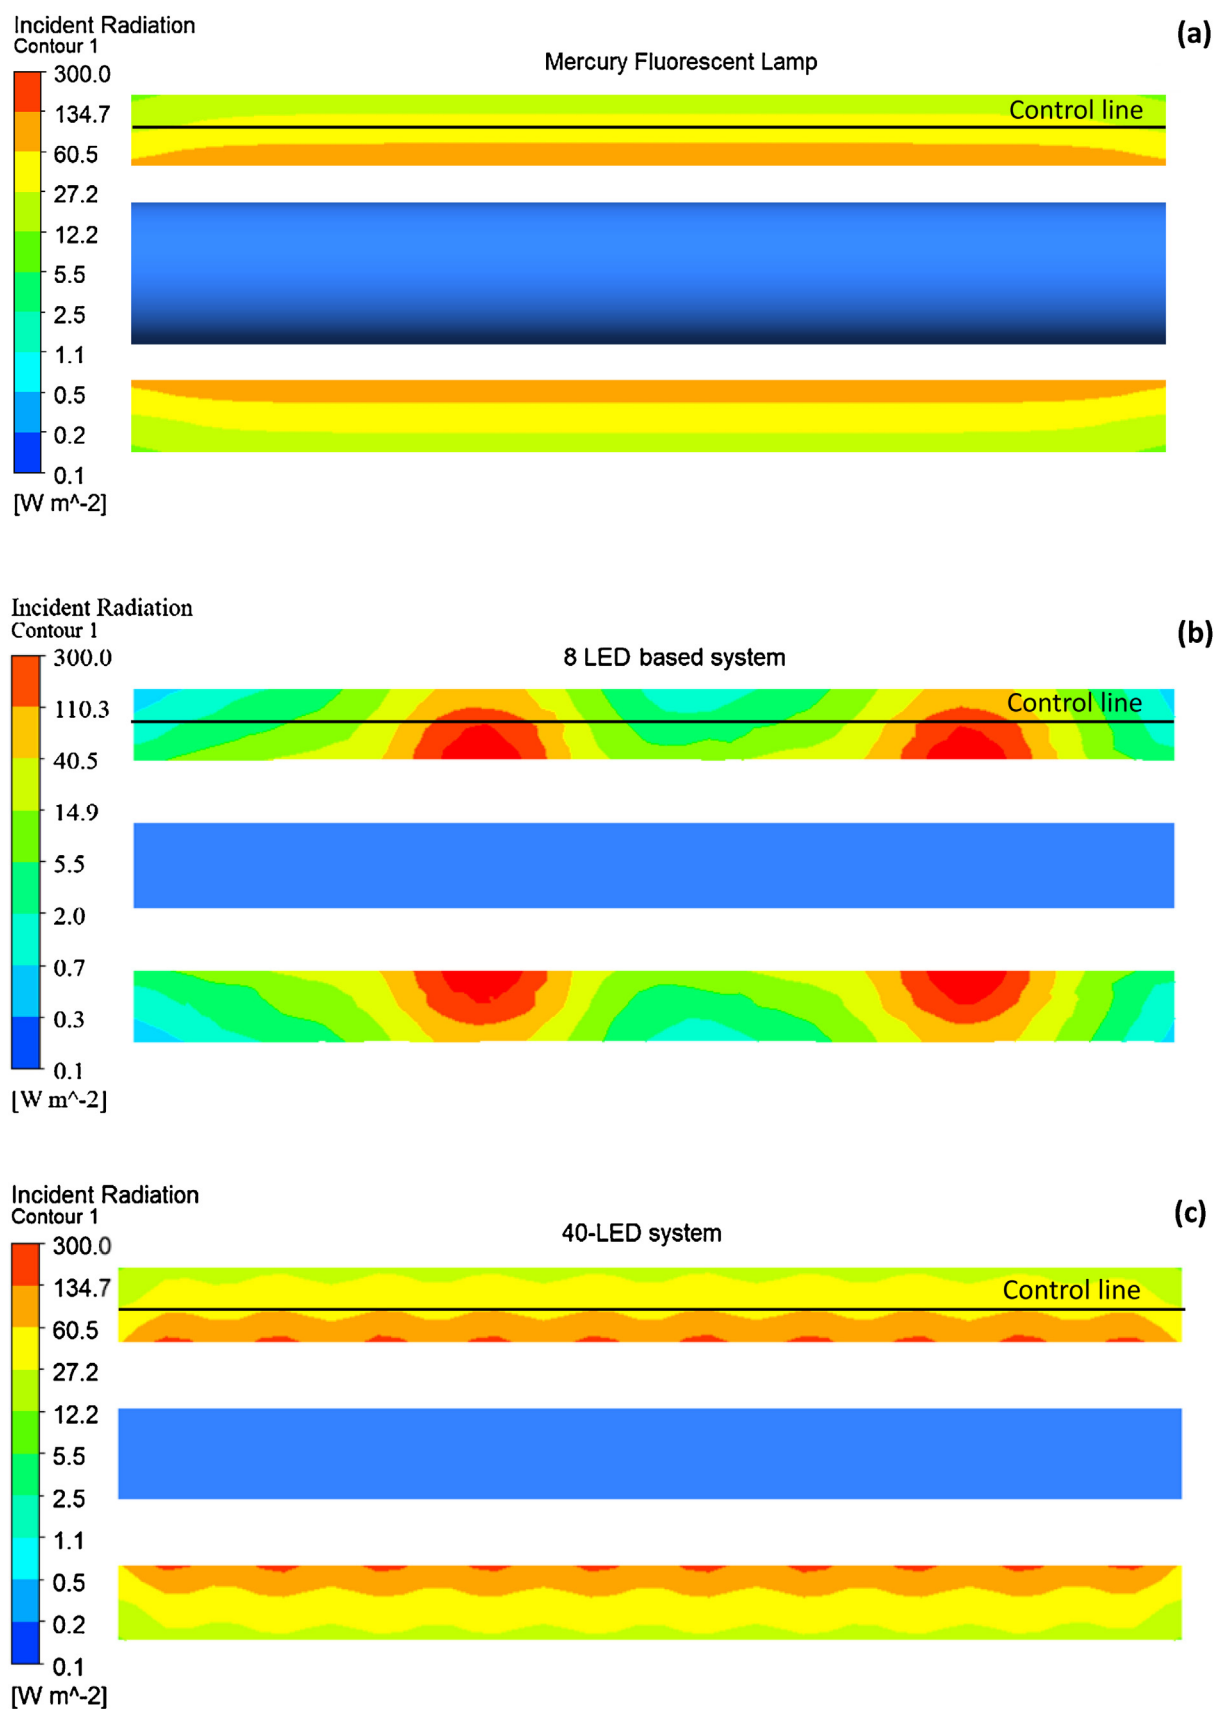 Incident Radiation
Contour 1
(a)
Mercury Fluorescent Lamp
300.0
134.7
60.5
27.2
12.2
5.5
2.5
1.1
0.5
0.2
0.1
[W m^-2]
Control line
Incident Radiation
Contour 1
(b)
8 LED based system
300.0
110.3
40.5
14.9
5.5
2.0
0.7
0.3
0.1
[W m^-2]
Control line
Incident Radiation
Contour 1
(c)
40-LED system
300.0
134.7
60.5
27.2
12.2
5.5
2.5
1.1
0.5
0.2
0.1
[W m^-2]
Control line